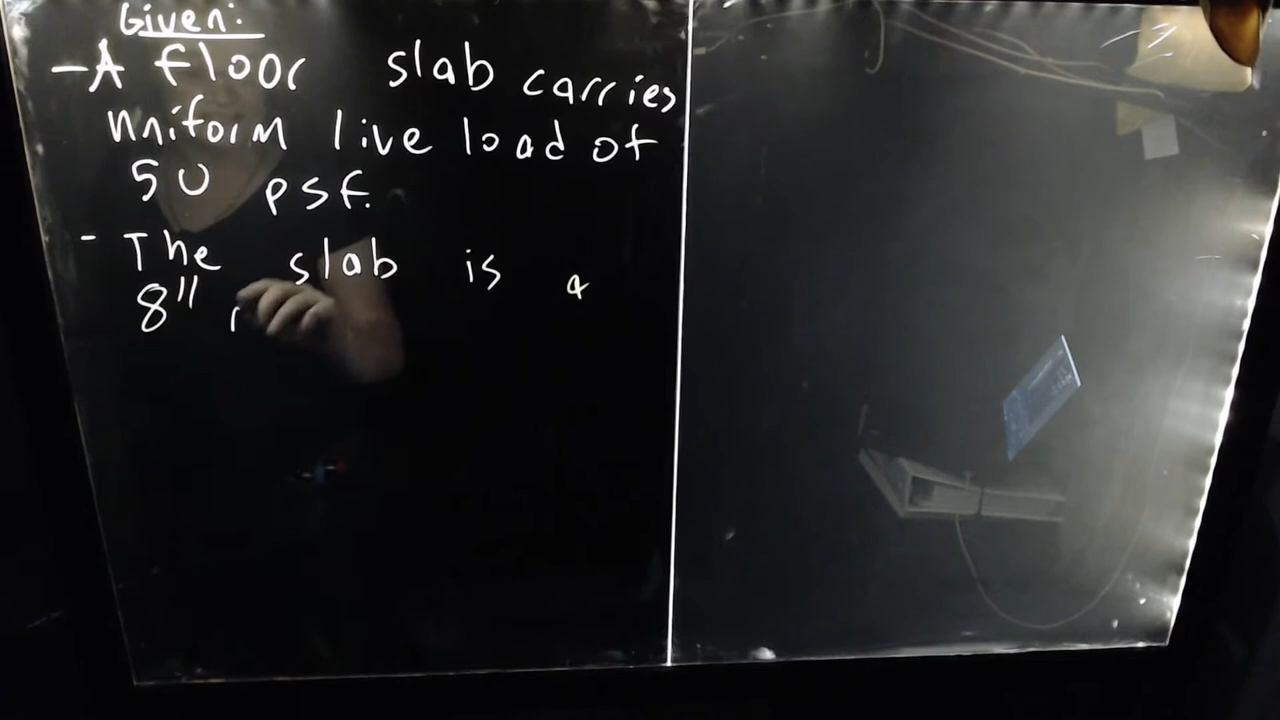 Given:
- A floor slab carries
uniform live load of
50 psf.
- The slab is a
8"